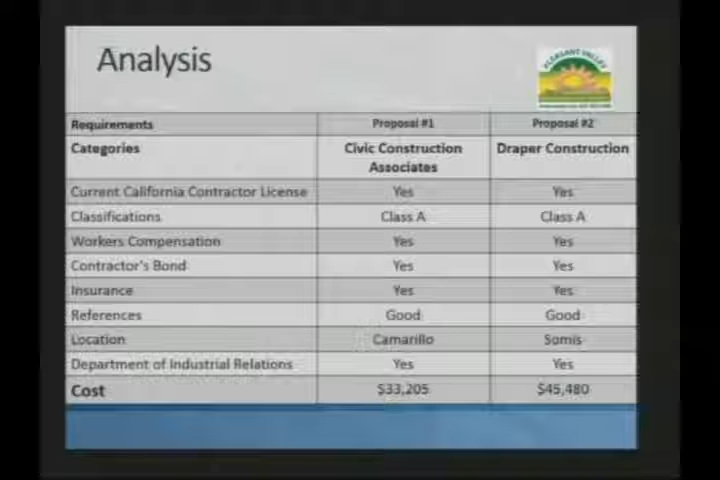 Analysis
PLEASANT VALLEY
Requirements Proposal #1 Proposal #2
Categories Civic Construction Associates Draper Construction
Current California Contractor License Yes Yes
Classifications Class A Class A
Workers Compensation Yes Yes
Contractor's Bond Yes Yes
Insurance Yes Yes
References Good Good
Location Camarillo Somis
Department of Industrial Relations Yes Yes
Cost $33,205 $45,480